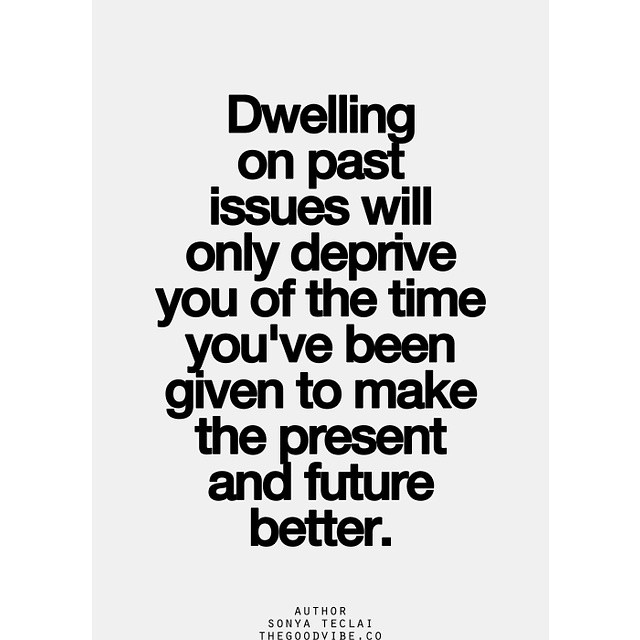 Dwelling
on past
issues will
only deprive
you of the time
you've been
given to make
the present
and future
better.
AUTHOR
SONYA TECLAI
THEGOODVIBE.CO